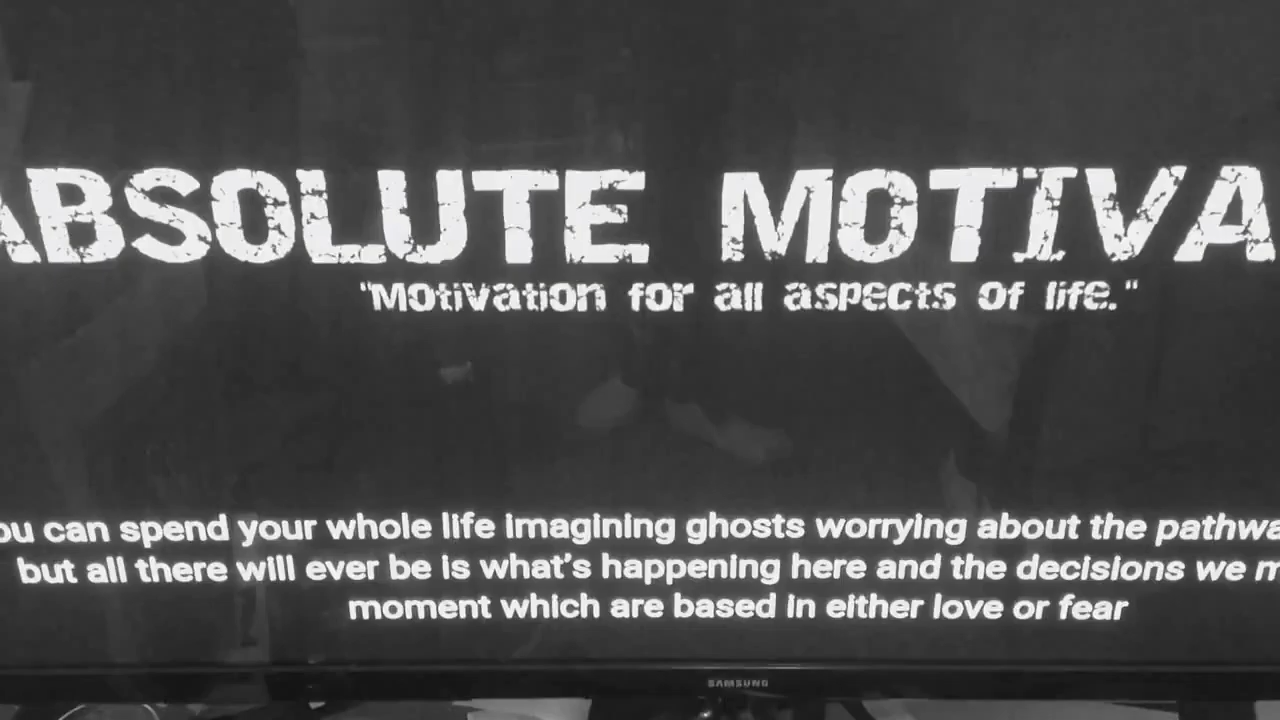 ABSOLUTE MOTIVA
"Motivation for all aspects of life."
ou can spend your whole life imagining ghosts worrying about the pathwa
but all there will ever be is what's happening here and the decisions we m
moment which are based in either love or fear
SAMSUNG